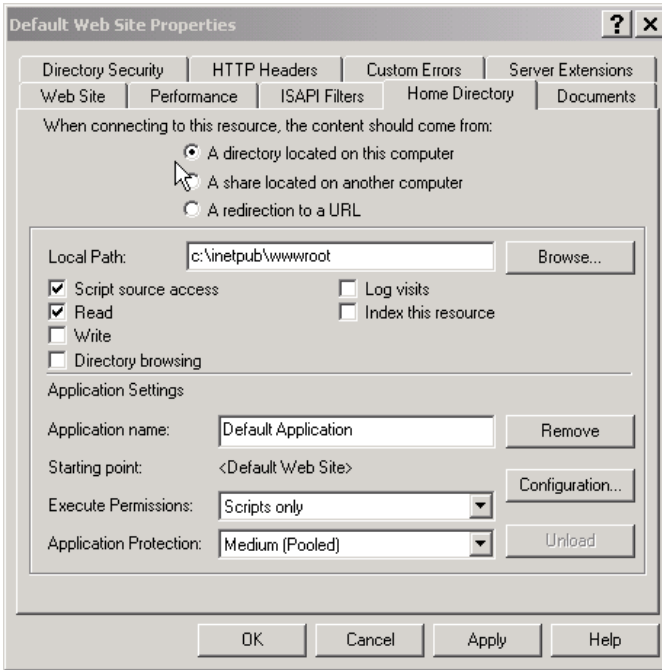 Default Web Site Properties ? ×
Directory Security HTTP Headers Custom Errors Server Extensions
Web Site Performance ISAPI Filters Home Directory Documents
When connecting to this resource, the content should come from:
A directory located on this computer
A share located on another computer
A redirection to a URL
Local Path: c:\inetpub\wwwroot Browse...
Script source access Log visits
Read Index this resource
Write
Directory browsing
Application Settings
Application name: Default Application Remove
Starting point: <Default Web Site>
Configuration...
Execute Permissions: Scripts only
Application Protection: Medium (Pooled) Unload
OK Cancel Apply Help